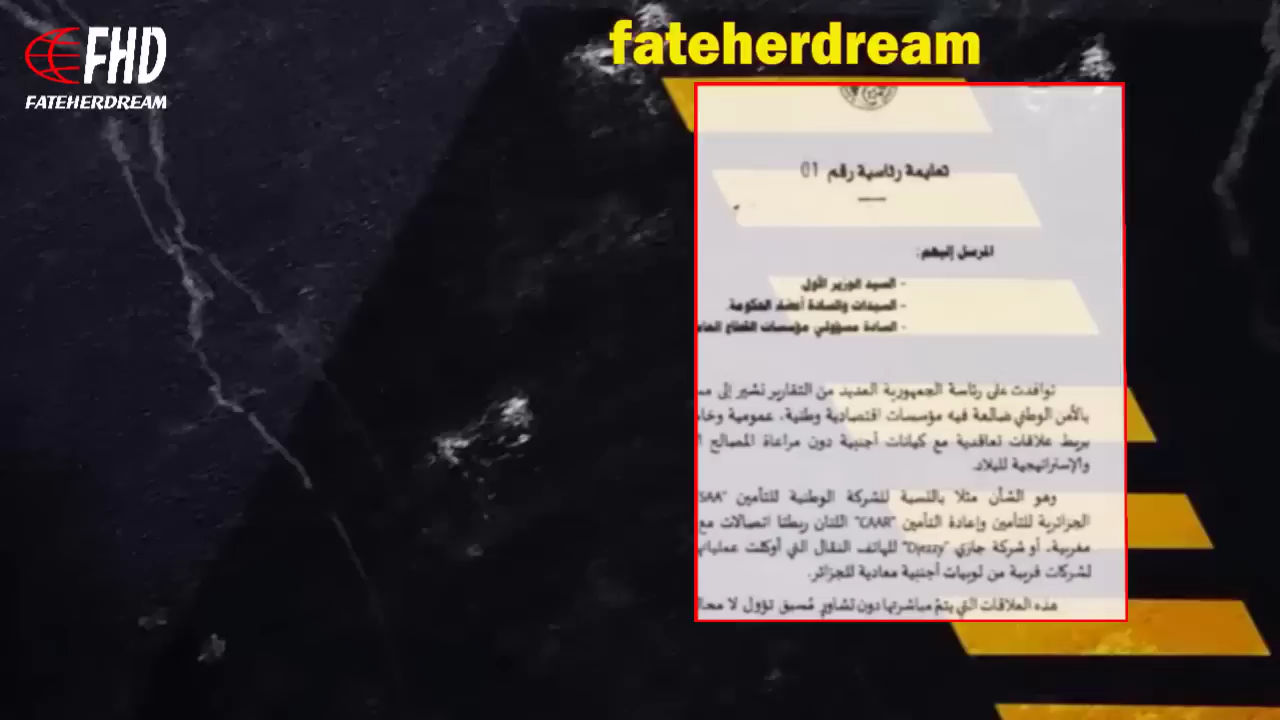 FHD
FATEHERDREAM
fateherdream
تعليمة رئاسية رقم 01
المرسل إليهم:
- السيد الوزير الأول
- السيدات والسادة أعضاء الحكومة.
- السادة مسؤولي مؤسسات القطاع
توافدت على رئاسة الجمهورية العديد من التقارير تشير إلى
بالأمن الوطني ضالعة فيه مؤسسات اقتصادية وطنية، عمومية
بربط علاقات تعاقدية مع كيانات أجنبية دون مراعاة المصالح
والإستراتيجية للبلاد.
وهو الشأن مثلا بالنسبة للشركة الوطنية للتأمين "SAA
الجزائرية للتأمين وإعادة التأمين "CAAR" اللتان ربطتا اتصالات مع
مغربية، أو شركة جازي "Djezzy" للهاتف النقال التي أوكلت
لشركات قريبة من لوبيات أجنبية معادية للجزائر.
هذه العلاقات التي يتم مباشرتها دون تشاور مُسبق تؤول لا